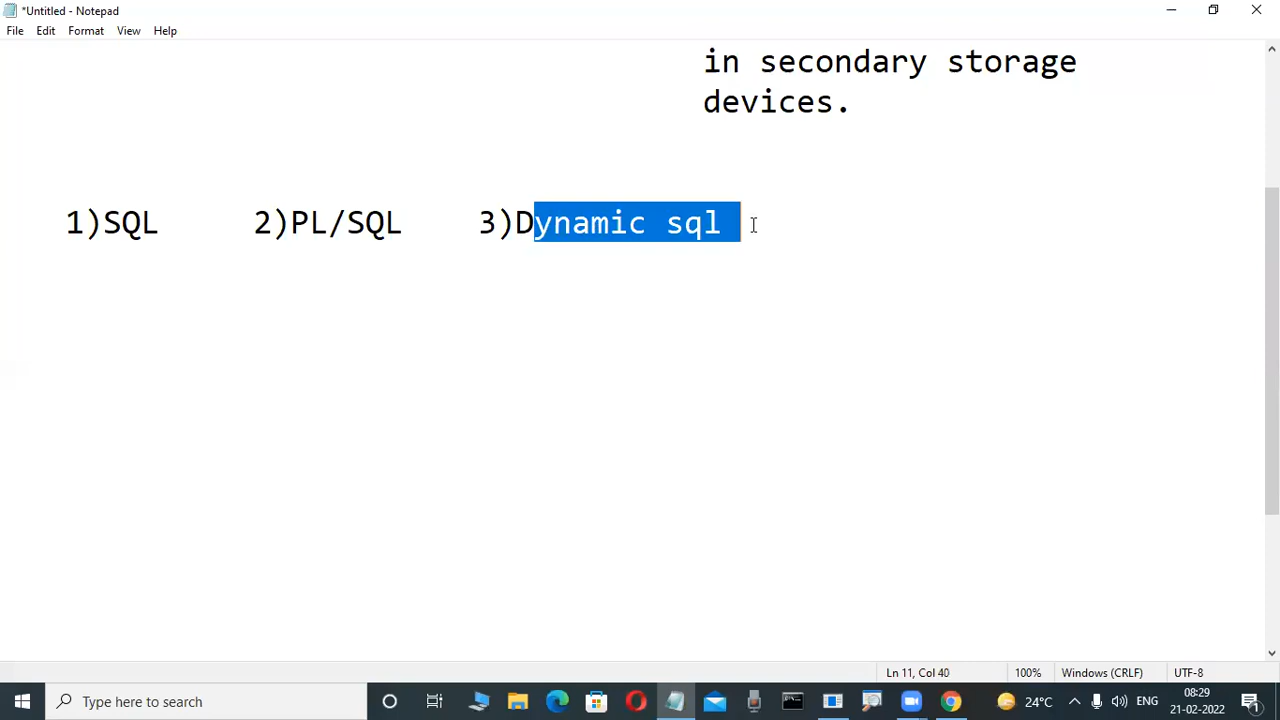 *Untitled - Notepad
File Edit Format View Help
in secondary storage
devices.
1)SQL 2)PL/SQL 3)Dynamic sql
Ln 11, Col 40 100% Windows (CRLF) UTF-8
Type here to search
24°C ENG 08:29
21-02-2022
1